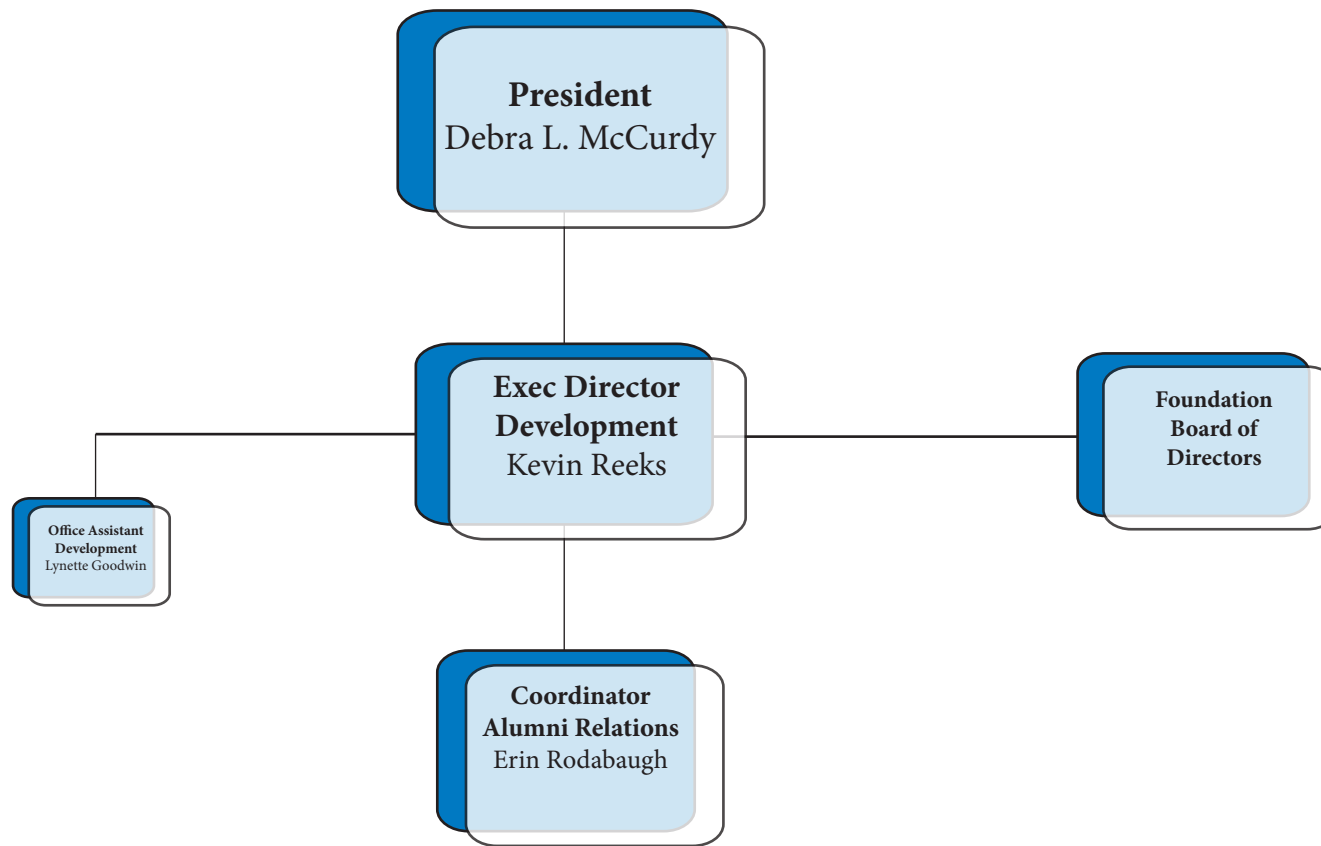 President
Debra L. McCurdy
Exec Director
Development
Kevin Reeks
Foundation
Board of
Directors
Office Assistant
Development
Lynette Goodwin
Coordinator
Alumni Relations
Erin Rodabaugh